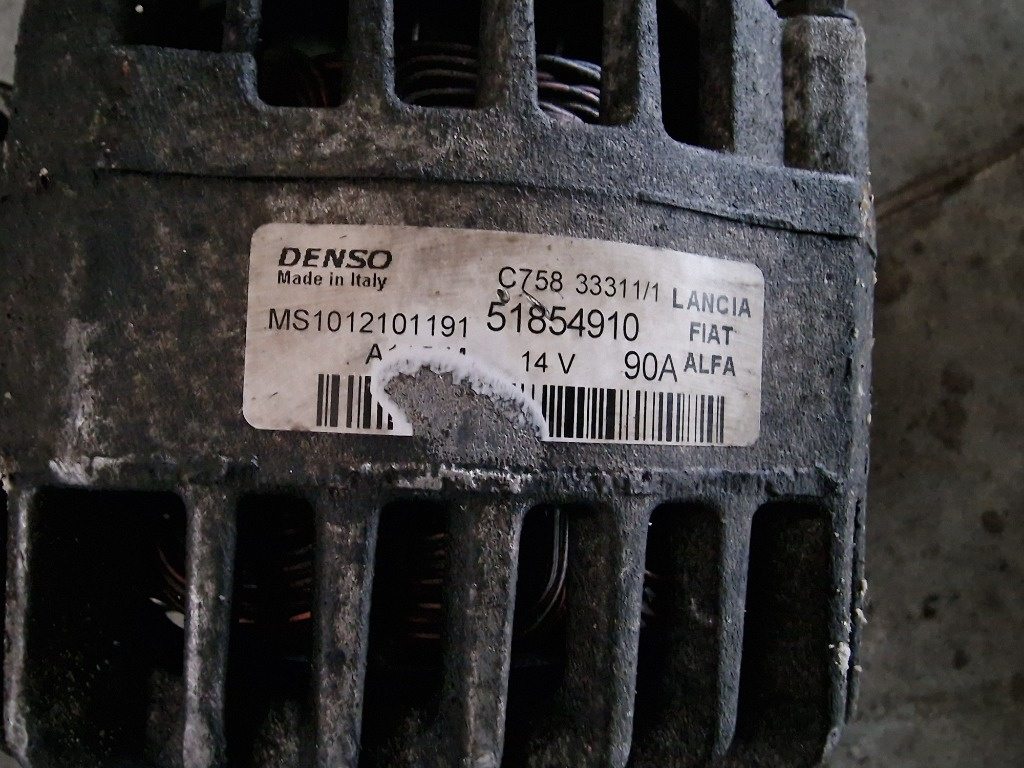 DENSO
Made in Italy
C758 33311/1
MS1012101191 51854910
14 V 90A
LANCIA
FIAT
ALFA